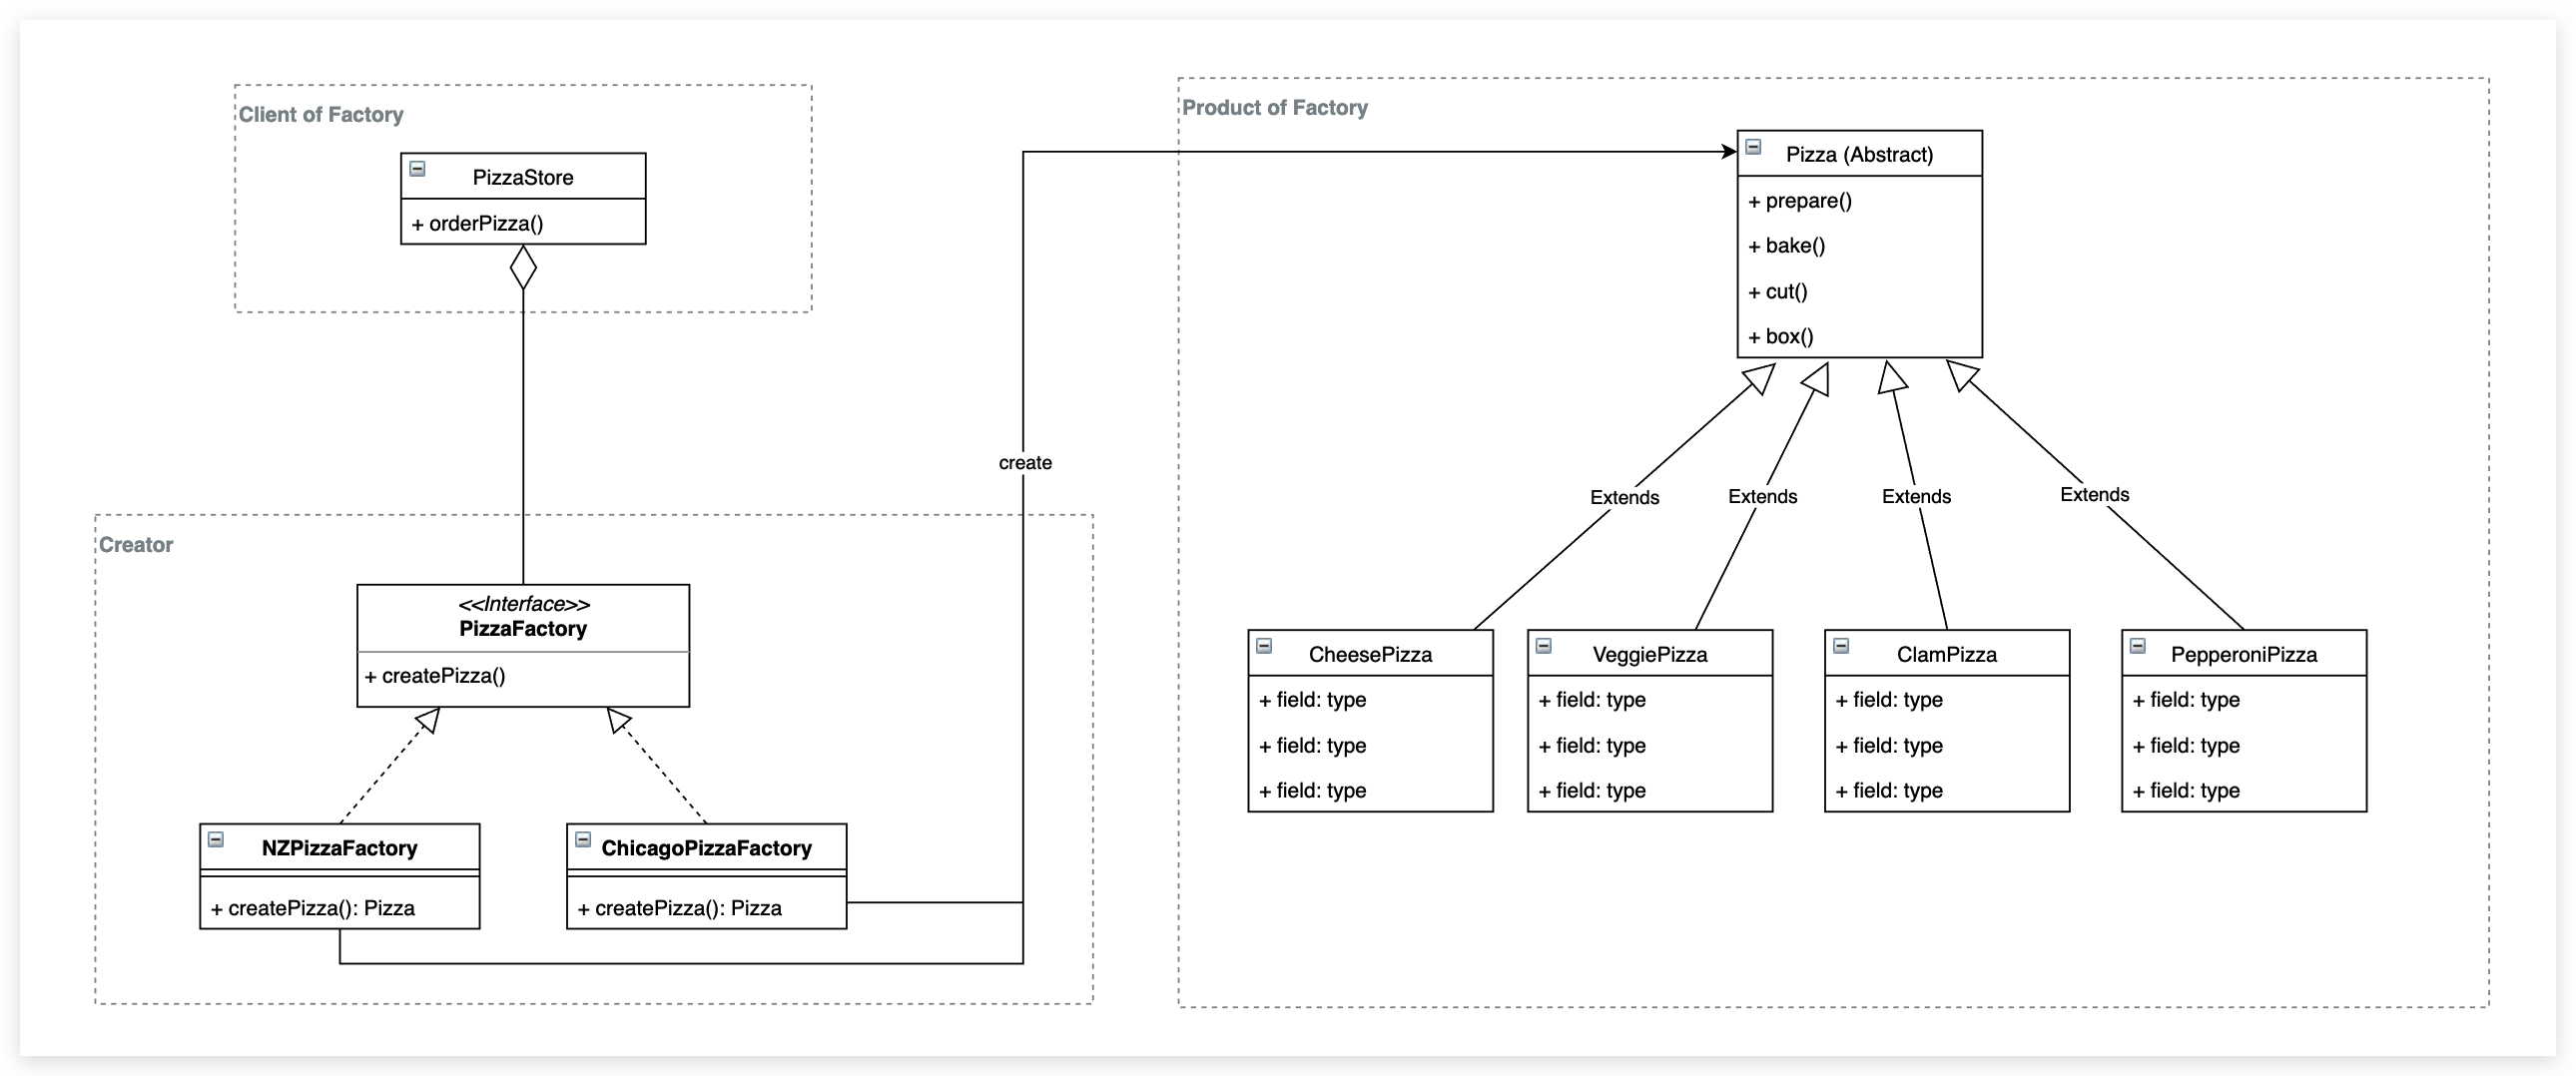 Client of Factory
PizzaStore
+ orderPizza()
Creator
<<Interface>>
PizzaFactory
+ createPizza()
NZPizzaFactory
+ createPizza(): Pizza
ChicagoPizzaFactory
+ createPizza(): Pizza
create
Product of Factory
Pizza (Abstract)
+ prepare()
+ bake()
+ cut()
+ box()
Extends
Extends
Extends
Extends
CheesePizza
+ field: type
+ field: type
+ field: type
VeggiePizza
+ field: type
+ field: type
+ field: type
ClamPizza
+ field: type
+ field: type
+ field: type
PepperoniPizza
+ field: type
+ field: type
+ field: type